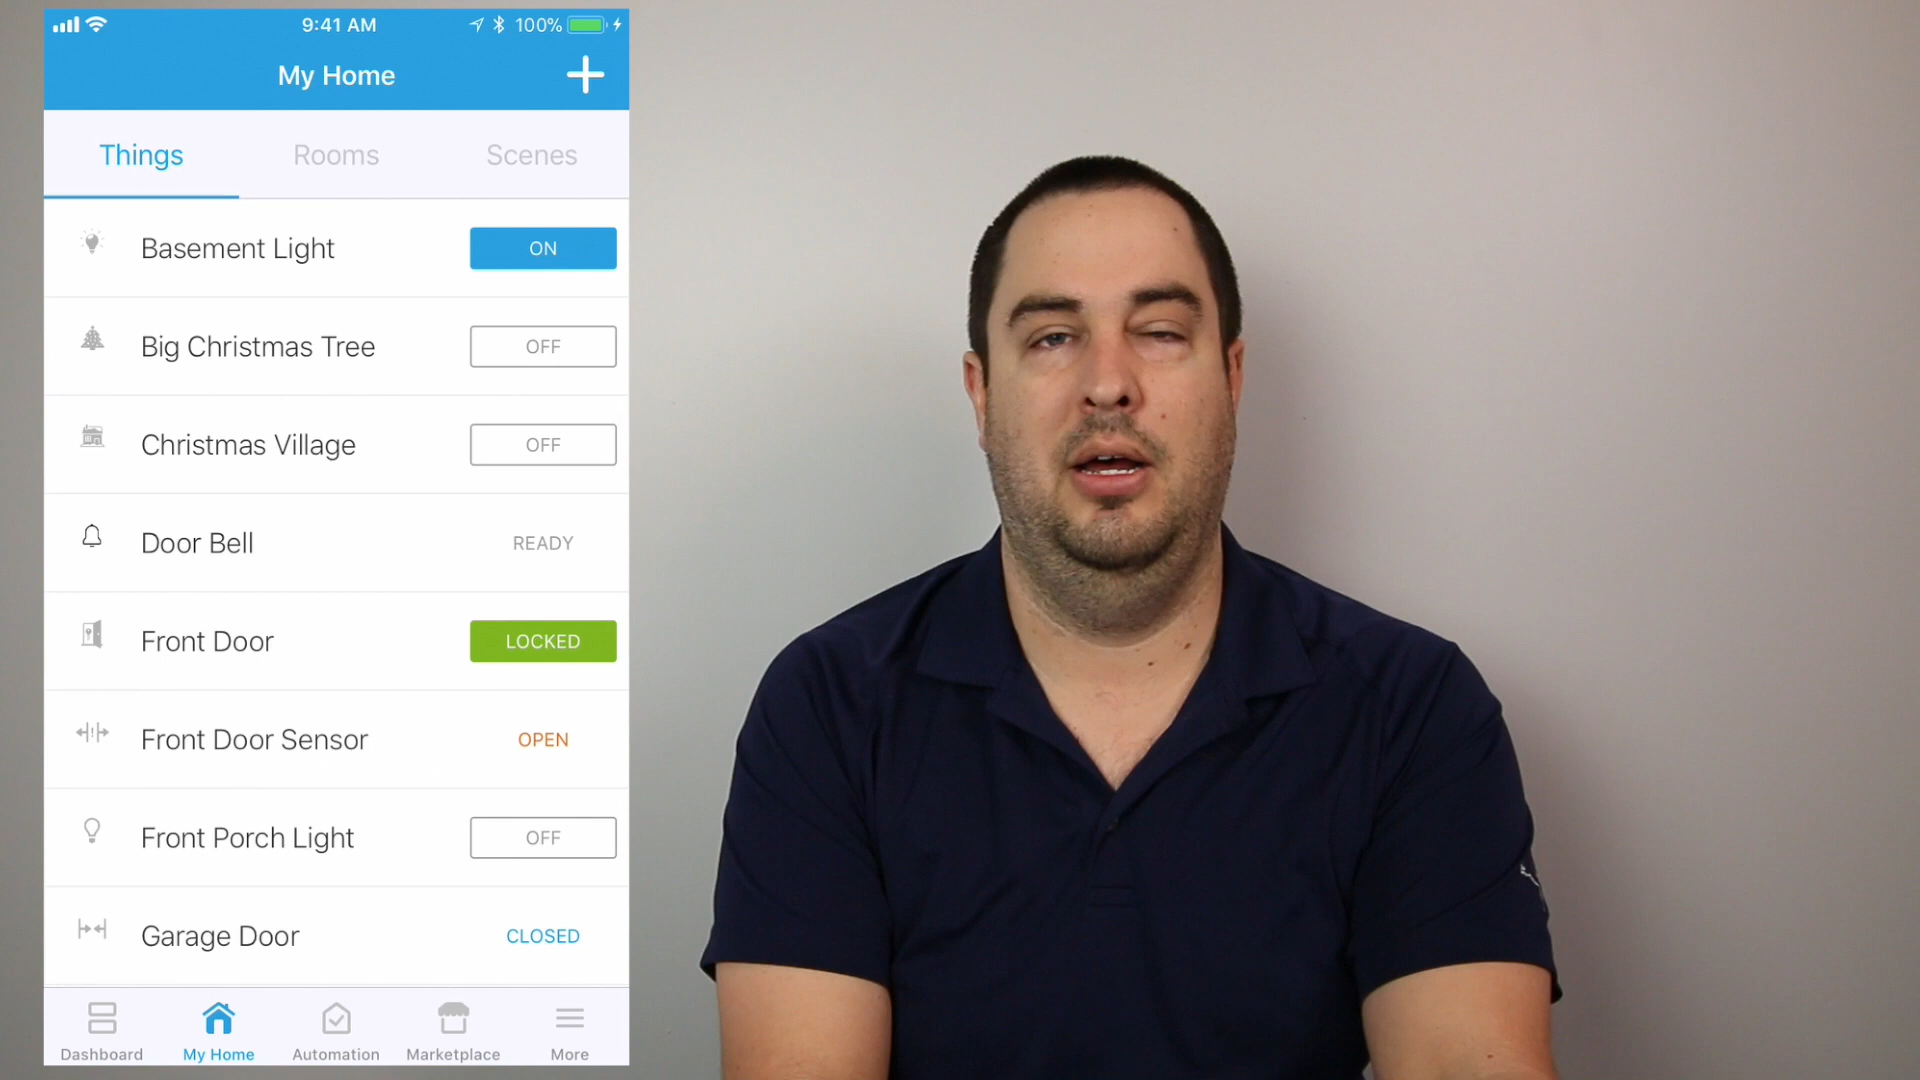 9:41 AM 100%
My Home
Things Rooms Scenes
Basement Light ON
Big Christmas Tree OFF
Christmas Village OFF
Door Bell READY
Front Door LOCKED
Front Door Sensor OPEN
Front Porch Light OFF
Garage Door CLOSED
Dashboard My Home Automation Marketplace More